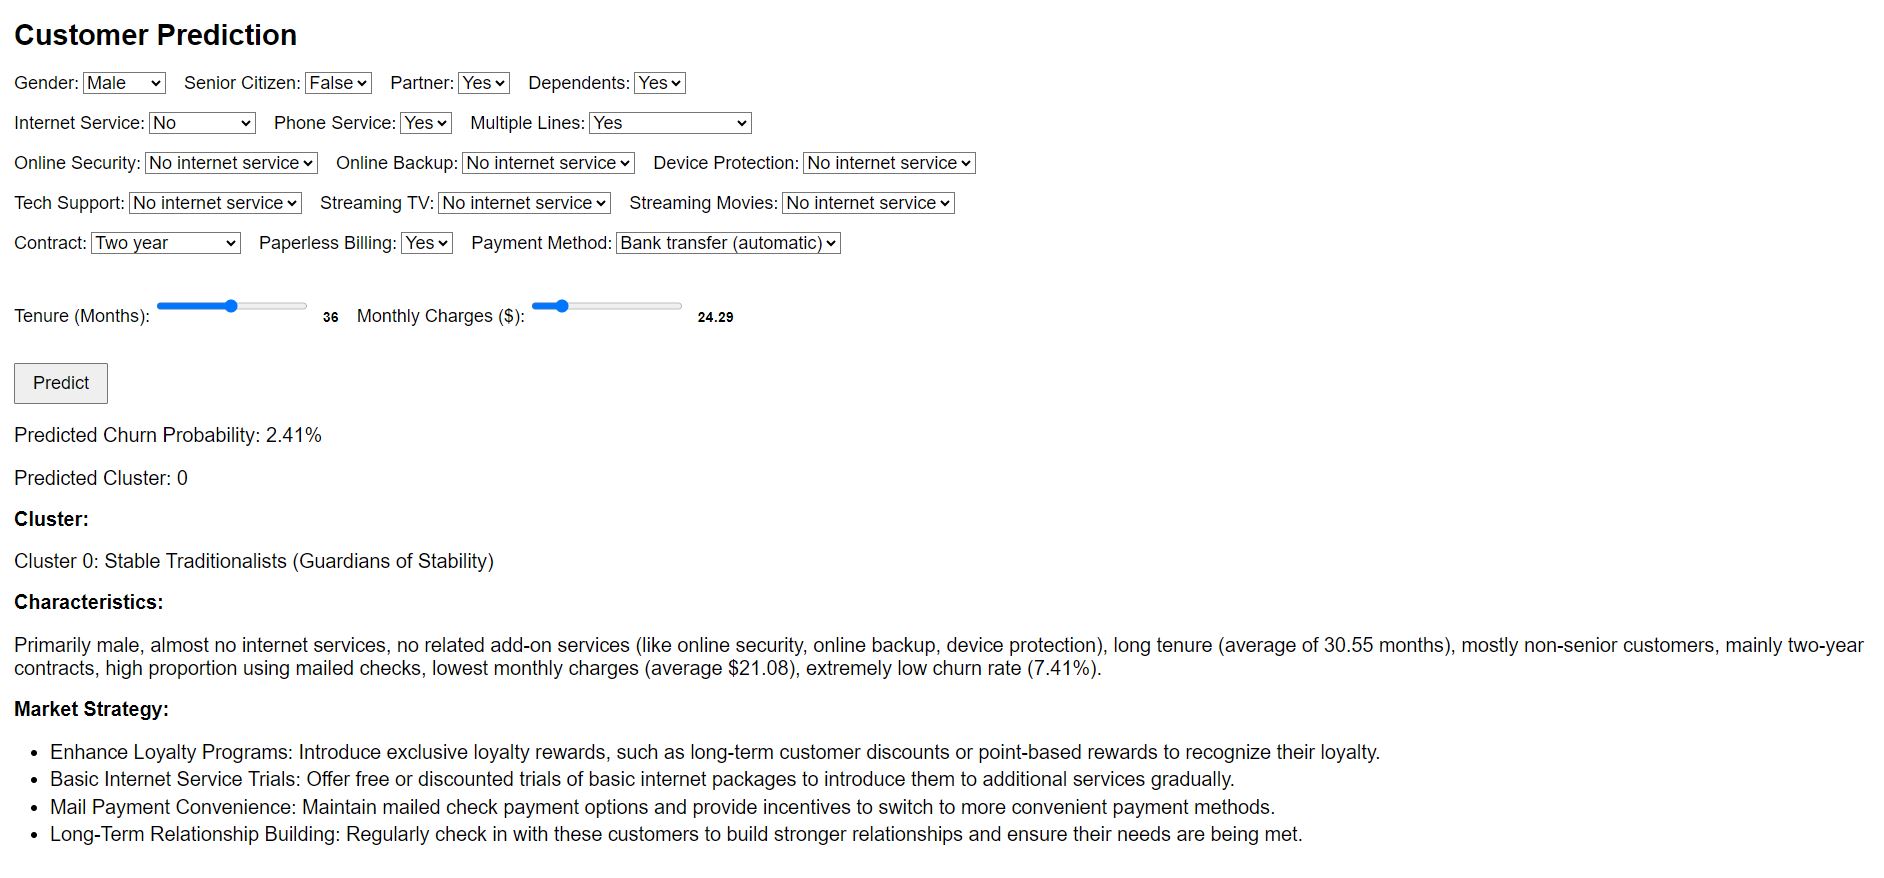 Customer Prediction
Gender: Male Senior Citizen: False Partner: Yes Dependents: Yes
Internet Service: No Phone Service: Yes Multiple Lines: Yes
Online Security: No internet service Online Backup: No internet service Device Protection: No internet service
Tech Support: No internet service Streaming TV: No internet service Streaming Movies: No internet service
Contract: Two year Paperless Billing: Yes Payment Method: Bank transfer (automatic)
Tenure (Months): 36 Monthly Charges ($): 24.29
Predict
Predicted Churn Probability: 2.41%
Predicted Cluster: 0
Cluster:
Cluster 0: Stable Traditionalists (Guardians of Stability)
Characteristics:
Primarily male, almost no internet services, no related add-on services (like online security, online backup, device protection), long tenure (average of 30.55 months), mostly non-senior customers, mainly two-year
contracts, high proportion using mailed checks, lowest monthly charges (average $21.08), extremely low churn rate (7.41%).
Market Strategy:
• Enhance Loyalty Programs: Introduce exclusive loyalty rewards, such as long-term customer discounts or point-based rewards to recognize their loyalty.
• Basic Internet Service Trials: Offer free or discounted trials of basic internet packages to introduce them to additional services gradually.
• Mail Payment Convenience: Maintain mailed check payment options and provide incentives to switch to more convenient payment methods.
• Long-Term Relationship Building: Regularly check in with these customers to build stronger relationships and ensure their needs are being met.